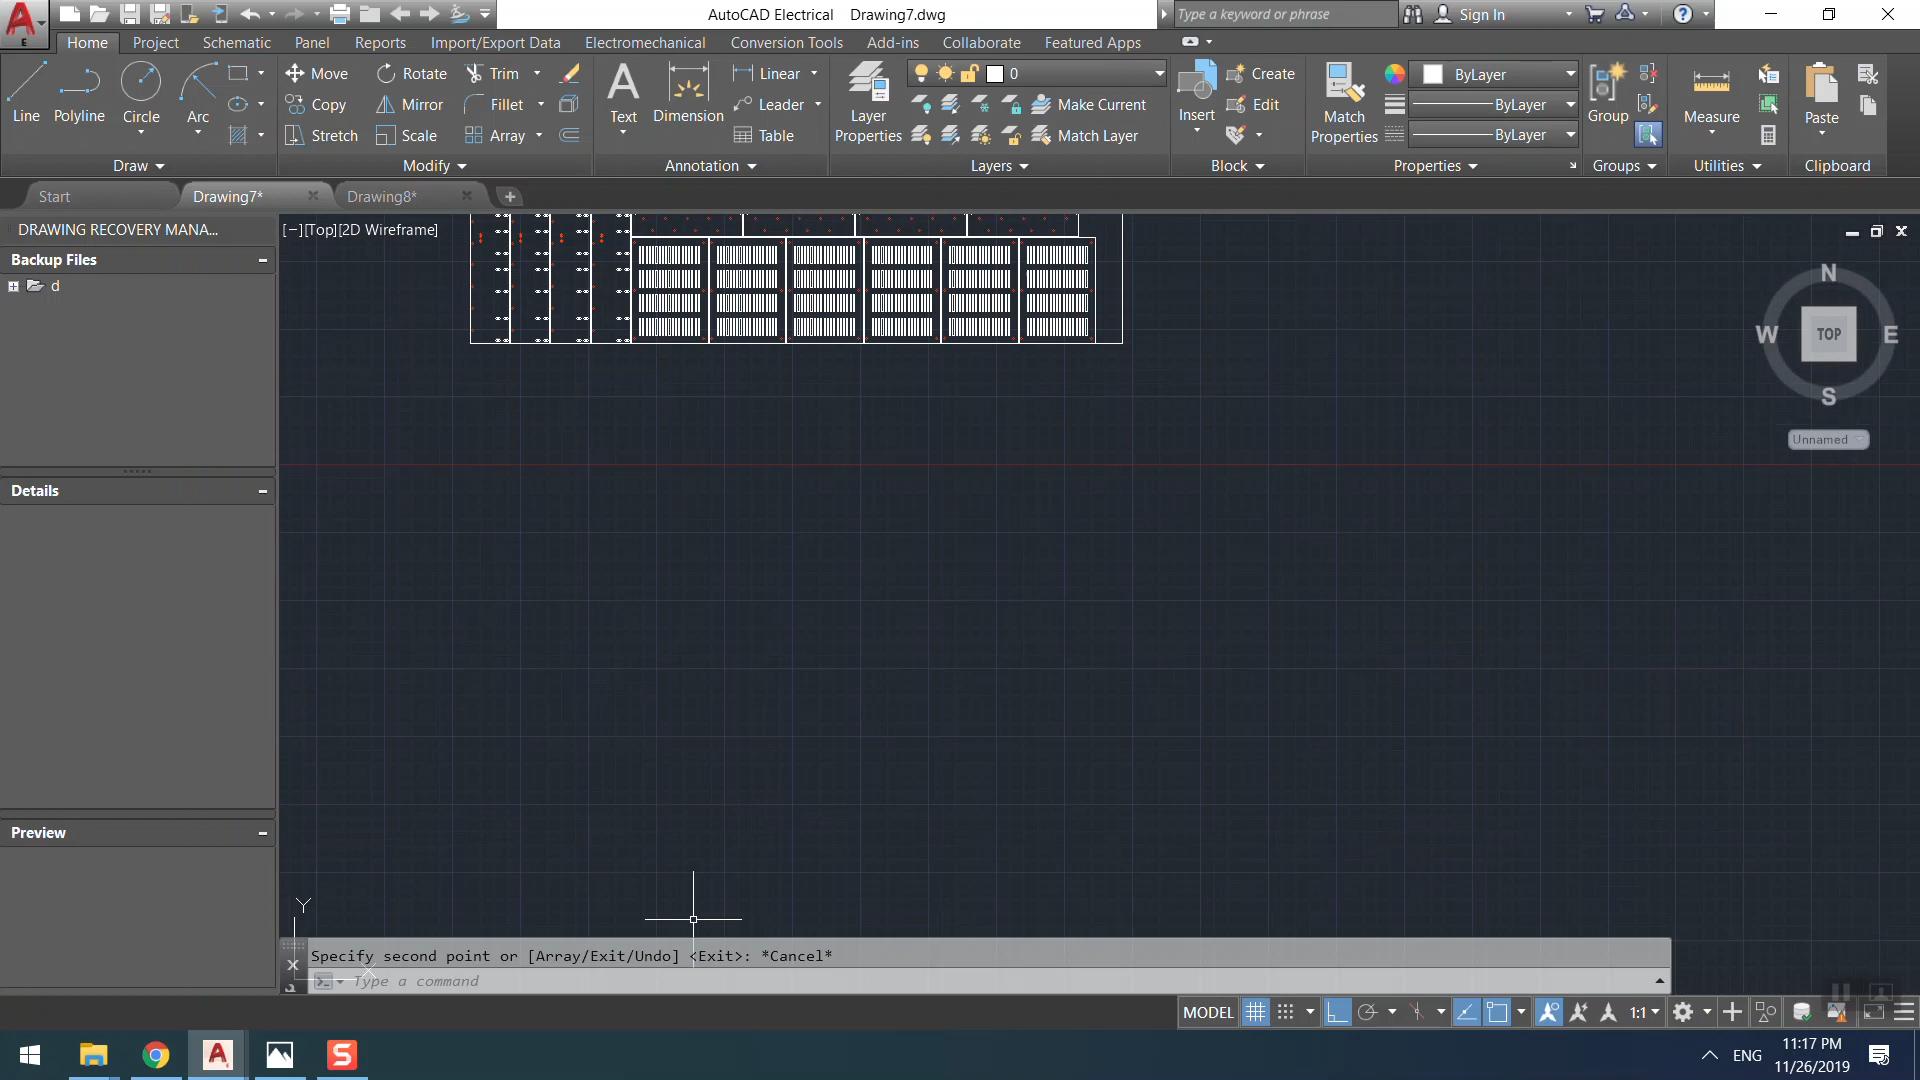 AutoCAD Electrical Drawing7.dwg
Type a keyword or phrase
Sign In
Home Project Schematic Panel Reports Import/Export Data Electromechanical Conversion Tools Add-ins Collaborate Featured Apps
Line
Polyline
Circle
Arc
Draw
Move Rotate Trim
Copy Mirror Fillet
Stretch Scale Array
Modify
Text
Dimension
Linear
Leader
Table
Annotation
Layer
Properties
0
Make Current
Match Layer
Layers
Insert
Create
Edit
Block
Match
Properties
ByLayer
ByLayer
ByLayer
Properties
Group
Groups
Measure
Utilities
Paste
Clipboard
Start Drawing7* Drawing8*
DRAWING RECOVERY MANA...
Backup Files
d
Details
Preview
[−][Top][2D Wireframe]
N
W
TOP
E
S
Unnamed
Y
Specify second point or [Array/Exit/Undo] <Exit>: *Cancel*
Type a command
MODEL
1:1
ENG
11:17 PM
11/26/2019